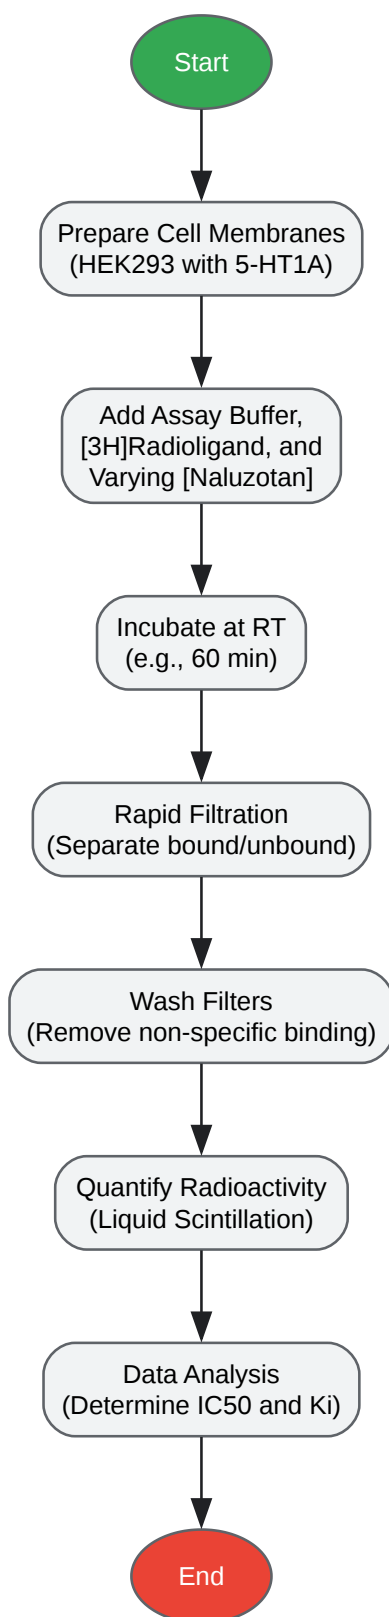 Start
Prepare Cell Membranes
(HEK293 with 5-HT1A)
Add Assay Buffer,
[3H]Radioligand, and
Varying [Naluzotan]
Incubate at RT
(e.g., 60 min)
Rapid Filtration
(Separate bound/unbound)
Wash Filters
(Remove non-specific binding)
Quantify Radioactivity
(Liquid Scintillation)
Data Analysis
(Determine IC50 and Ki)
End